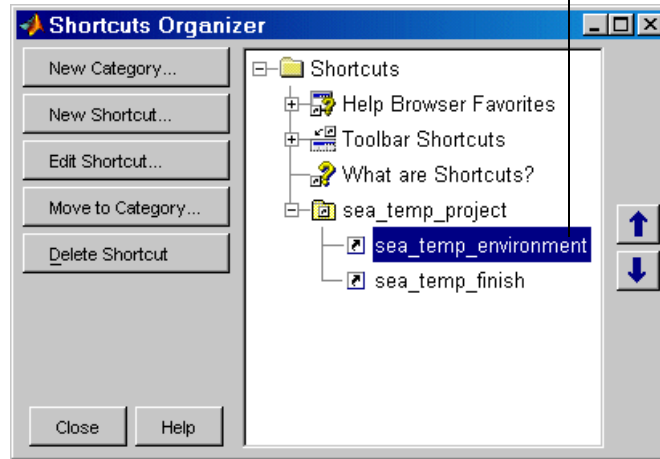 Shortcuts Organizer
New Category...
New Shortcut...
Edit Shortcut...
Move to Category...
Delete Shortcut
Close
Help
Shortcuts
Help Browser Favorites
Toolbar Shortcuts
What are Shortcuts?
sea_temp_project
sea_temp_environment
sea_temp_finish